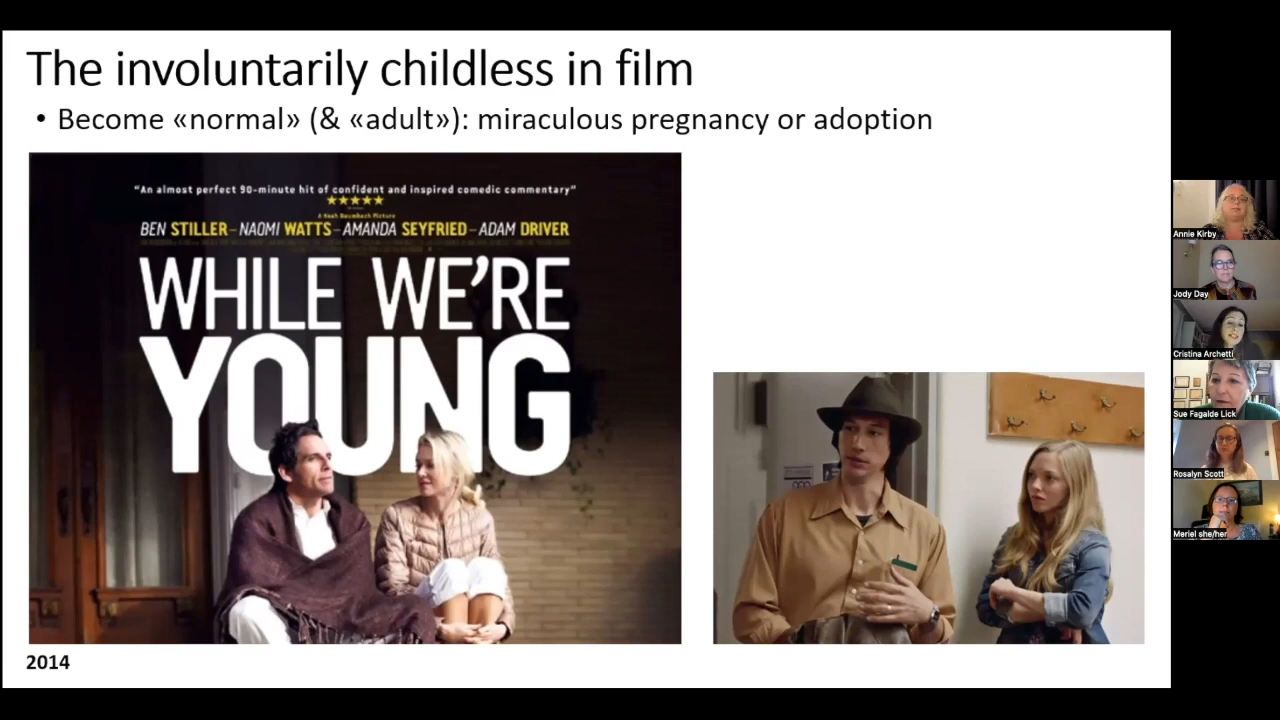 The involuntarily childless in film
• Become «normal» (& «adult»): miraculous pregnancy or adoption
"An almost perfect 90-minute hit of confident and inspired comedic commentary"
★★★★★
A Noah Baumbach Picture
BEN STILLER – NAOMI WATTS – AMANDA SEYFRIED – ADAM DRIVER
WHILE WE'RE
YOUNG
2014
Annie Kirby
Jody Day
Cristina Archetti
Sue Fagalde Lick
Rosalyn Scott
Meriel she/her